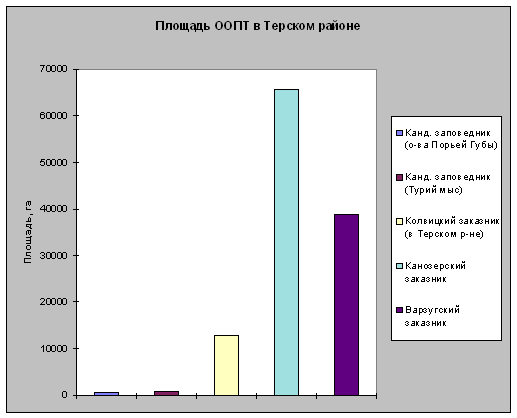 Площадь ООПТ в Терском районе
70000
60000
50000
40000
30000
20000
10000
0
Площадь, га
Канд. заповедник
(о-ва Порьей Губы)
Канд. заповедник
(Турий мыс)
Колвицкий заказник
(в Терском р-не)
Канозерский
заказник
Варзугский
заказник